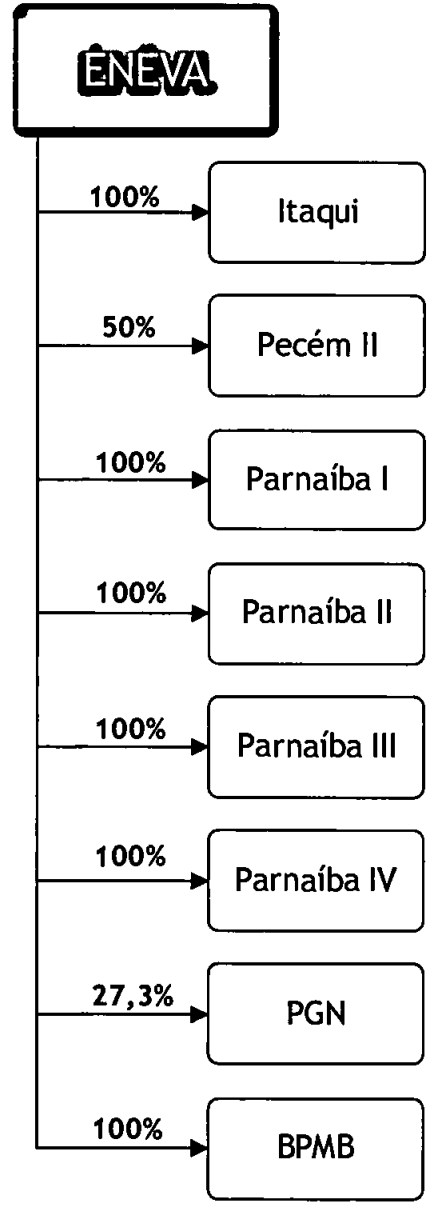 ENEVA
100%
Itaqui
50%
Pecém II
100%
Parnaíba I
100%
Parnaíba II
100%
Parnaíba III
100%
Parnaíba IV
27,3%
PGN
100%
BPMB